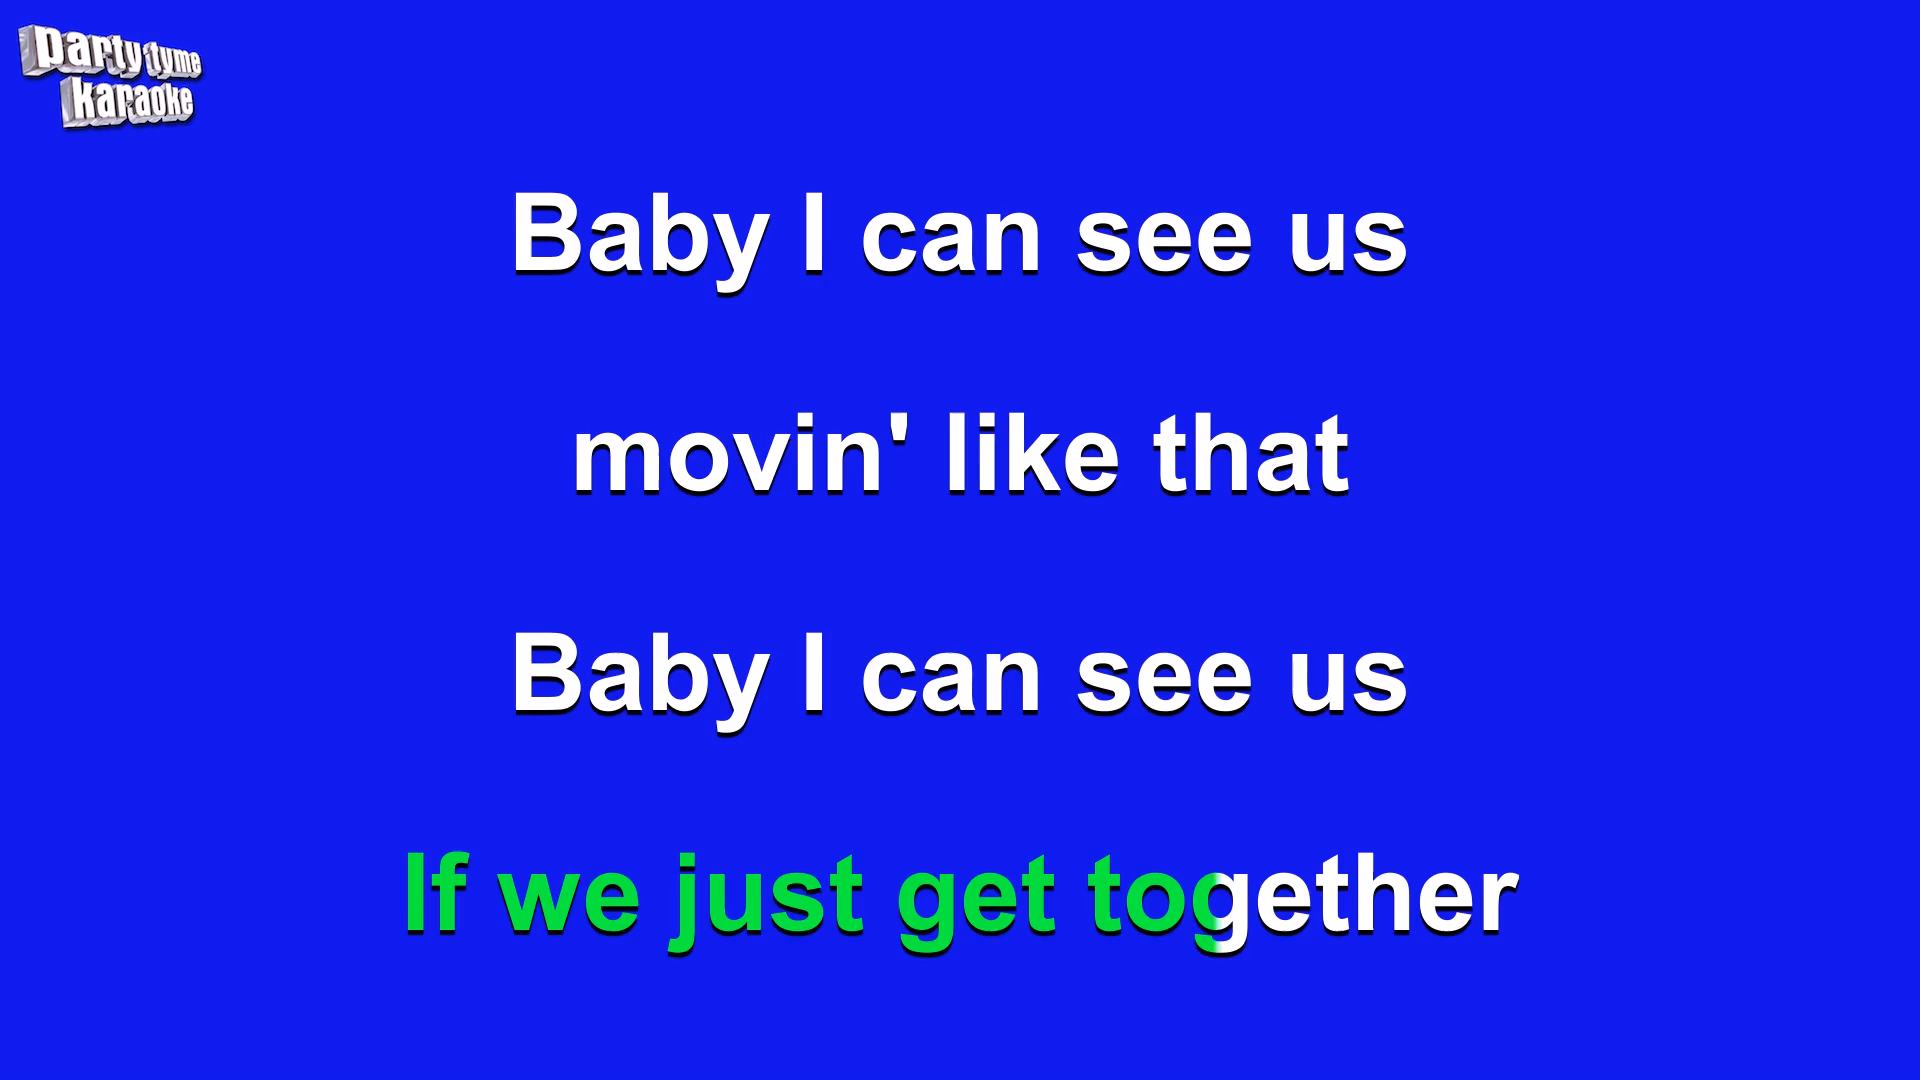 party tyme
karaoke
Baby I can see us
movin' like that
Baby I can see us
If we just get together